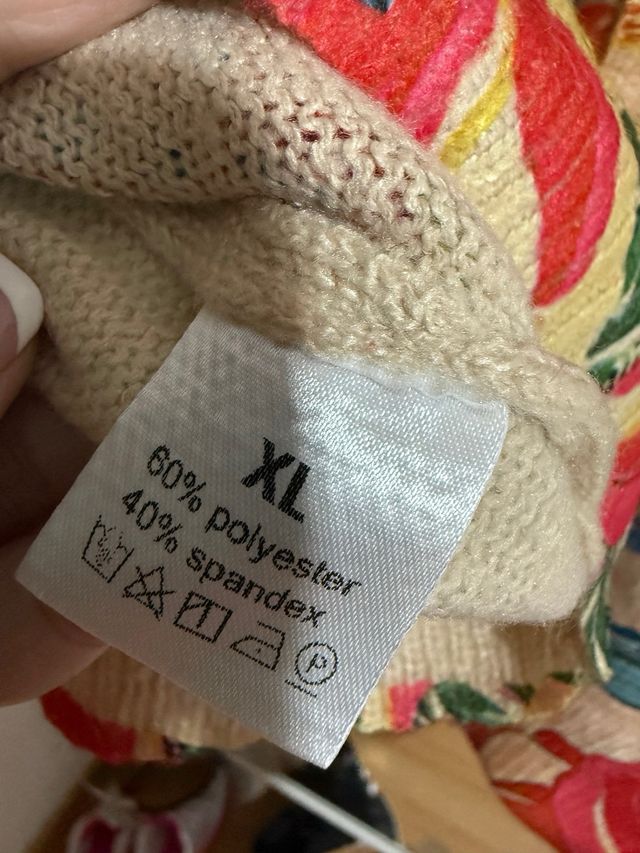 XL
60% polyester
40% spandex
P